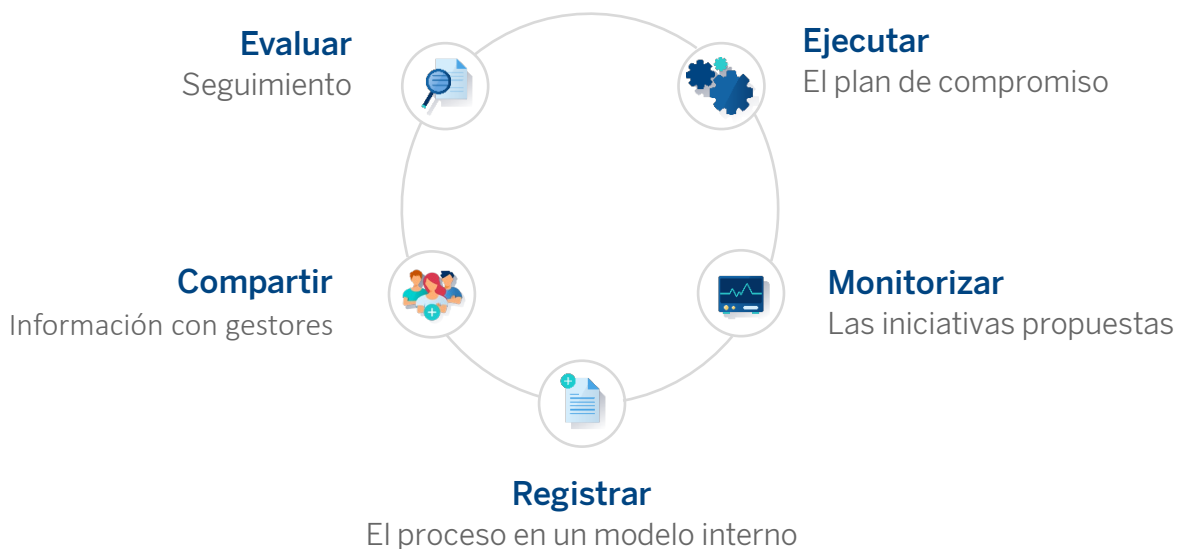 Evaluar
Seguimiento
Ejecutar
El plan de compromiso
Compartir
Información con gestores
Monitorizar
Las iniciativas propuestas
Registrar
El proceso en un modelo interno